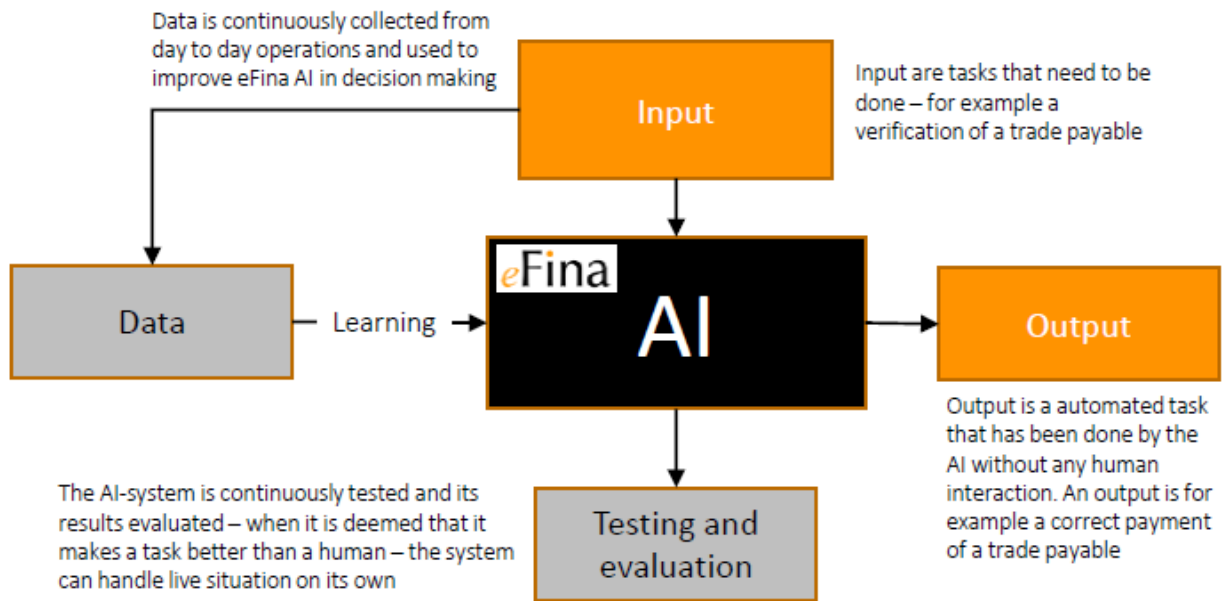 Data is continuously collected from
day to day operations and used to
improve eFina AI in decision making
Input
Input are tasks that need to be
done – for example a
verification of a trade payable
Data
Learning
eFina
AI
Output
Output is a automated task
that has been done by the
AI without any human
interaction. An output is for
example a correct payment
of a trade payable
The AI-system is continuously tested and its
results evaluated – when it is deemed that it
makes a task better than a human – the system
can handle live situation on its own
Testing and
evaluation